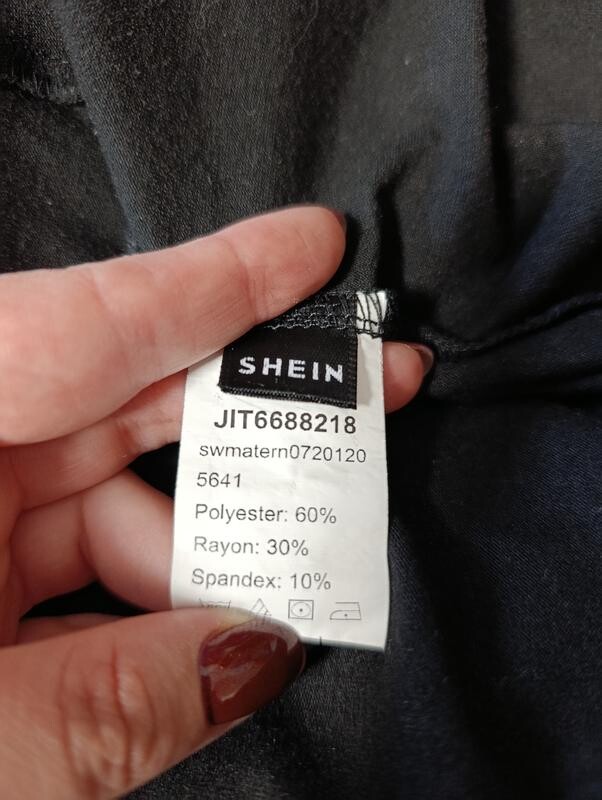 SHEIN
JIT6688218
swmatern0720120
5641
Polyester: 60%
Rayon: 30%
Spandex: 10%